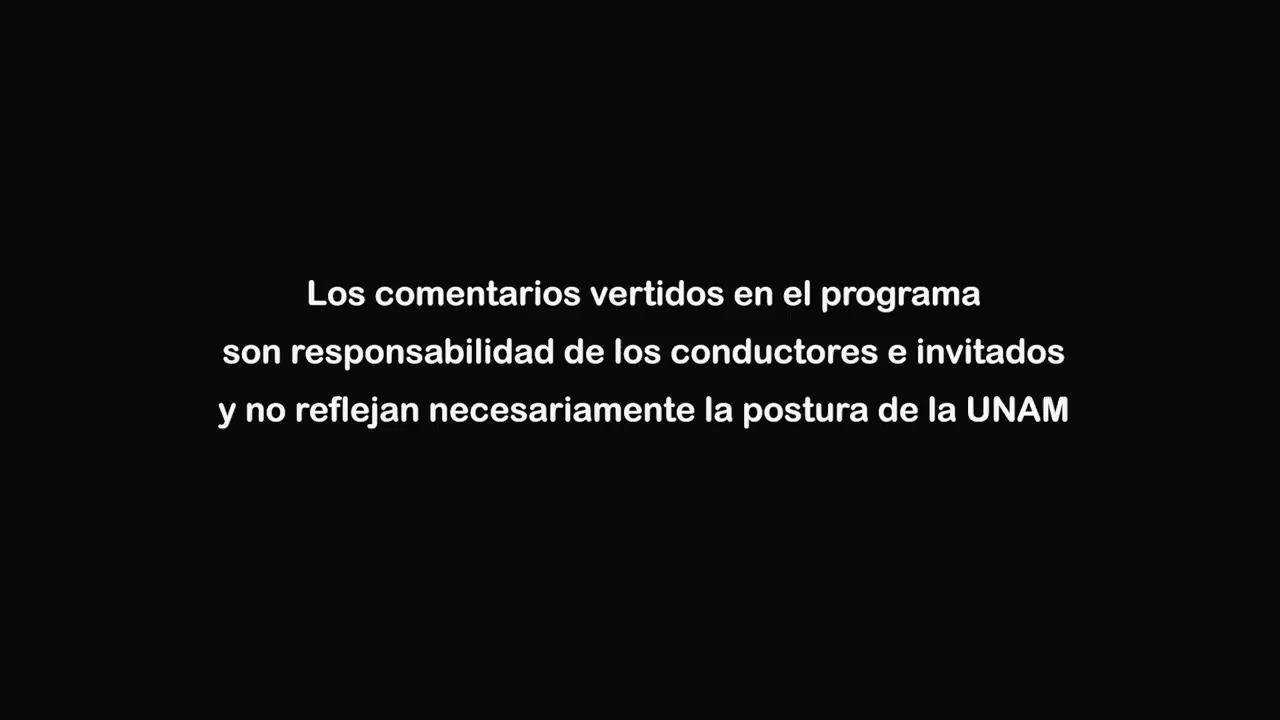 Los comentarios vertidos en el programa
son responsabilidad de los conductores e invitados
y no reflejan necesariamente la postura de la UNAM